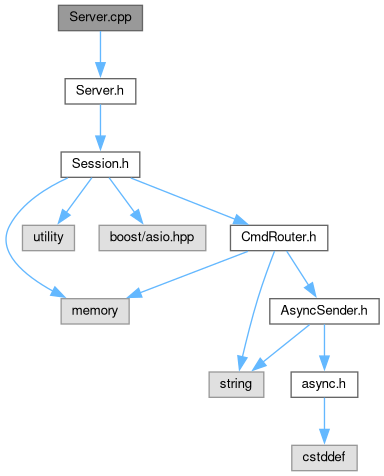 Server.cpp
Server.h
Session.h
utility
boost/asio.hpp
CmdRouter.h
memory
AsyncSender.h
string
async.h
cstddef